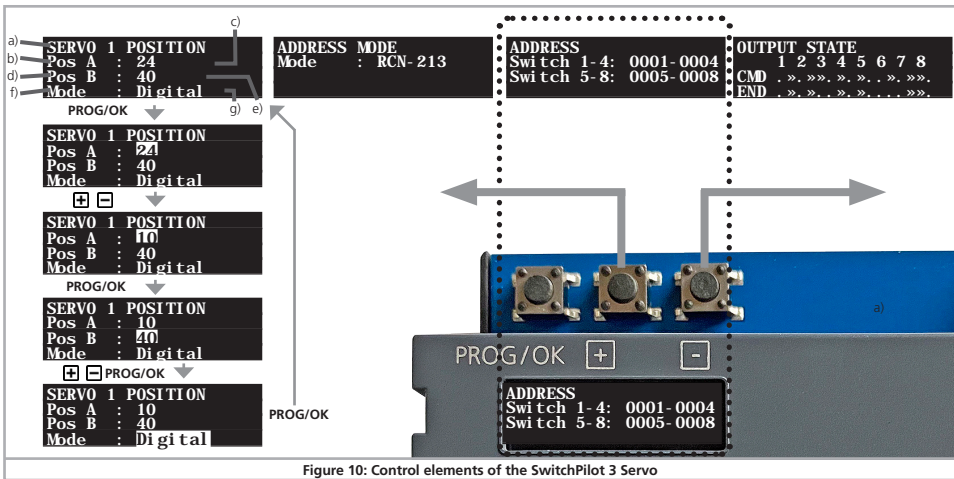 c)
a)
SERVO 1 POSITION
b)
Pos A : 24
d)
Pos B : 40
f)
Mode : Digital
g)
e)
PROG/OK
SERVO 1 POSITION
Pos A : 24
Pos B : 40
Mode : Digital
+ -
SERVO 1 POSITION
Pos A : 10
Pos B : 40
Mode : Digital
PROG/OK
SERVO 1 POSITION
Pos A : 10
Pos B : 40
Mode : Digital
+ - PROG/OK
SERVO 1 POSITION
Pos A : 10
Pos B : 40
Mode : Digital
PROG/OK
ADDRESS MODE
Mode : RCN-213
ADDRESS
Switch 1-4: 0001-0004
Switch 5-8: 0005-0008
OUTPUT STATE
1 2 3 4 5 6 7 8
CMD . ». »». ». ». . ». »».
END . ». ». . ». ». . . . »».
a)
PROG/OK + -
ADDRESS
Switch 1-4: 0001-0004
Switch 5-8: 0005-0008
Figure 10: Control elements of the SwitchPilot 3 Servo